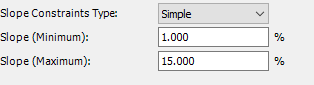 Slope Constraints Type: Simple
Slope (Minimum): 1.000 %
Slope (Maximum): 15.000 %